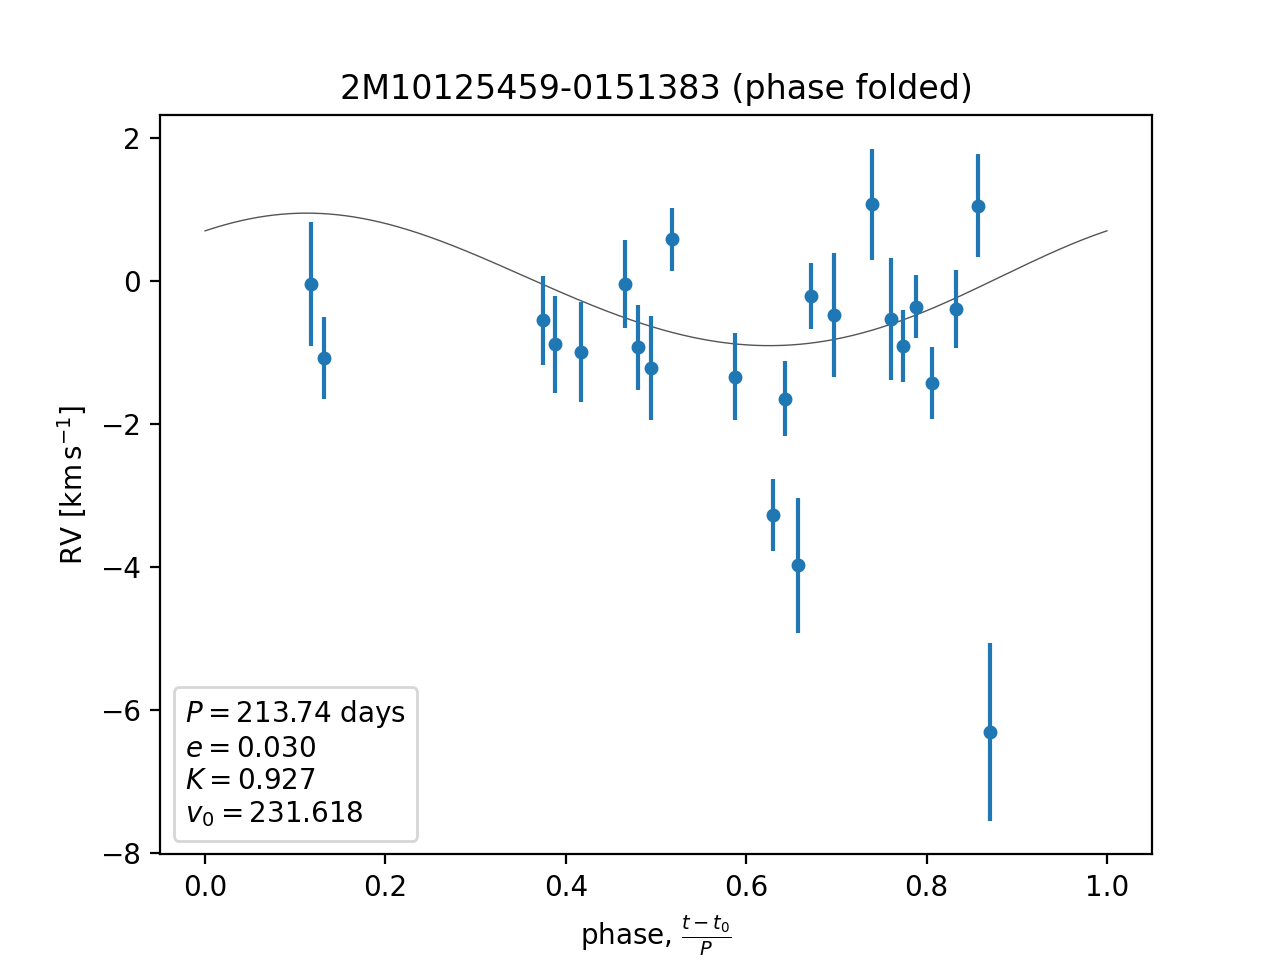 2M10125459-0151383 (phase folded)
2
0
−2
−4
−6
−8
RV [km s⁻¹]
P = 213.74 days
e = 0.030
K = 0.927
v₀ = 231.618
0.0 0.2 0.4 0.6 0.8 1.0
phase, (t − t₀)/P